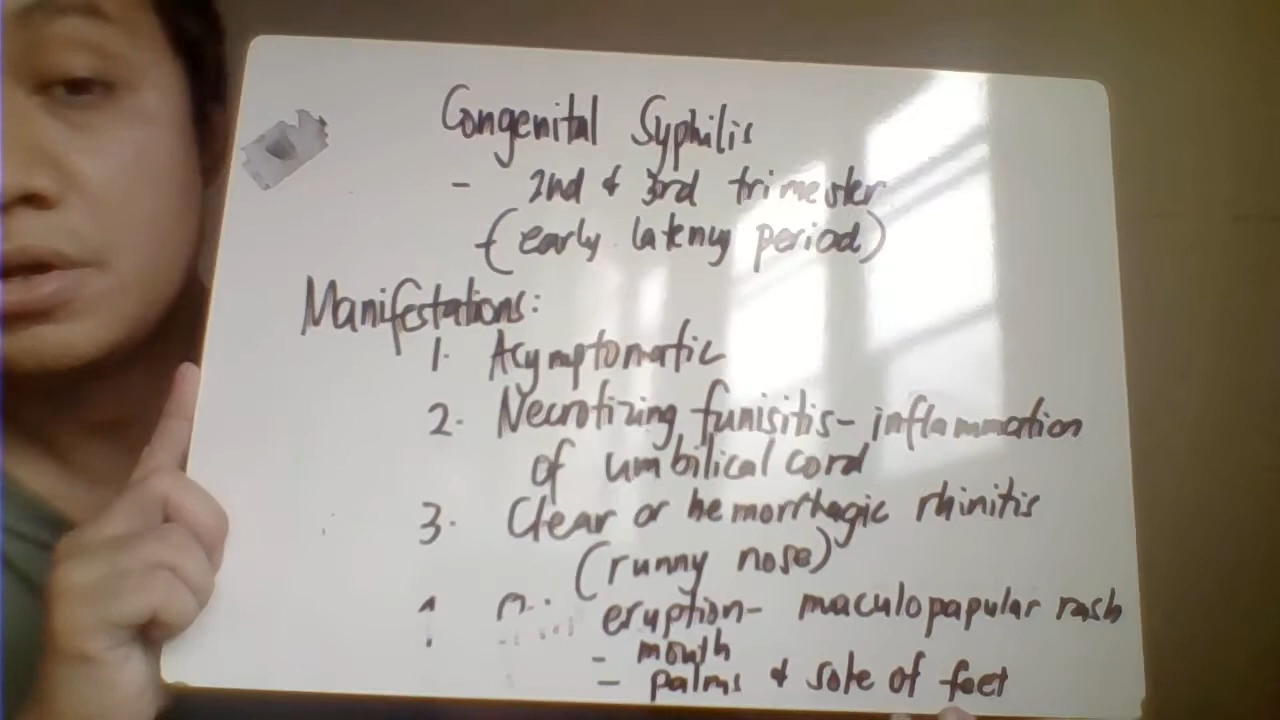 Congenital Syphilis
- 2nd & 3rd trimester
(early latency period)
Manifestations:
1. Asymptomatic
2. Necrotizing funisitis - inflammation
of umbilical cord
3. Clear or hemorrhagic rhinitis
(runny nose)
eruption - maculopapular rash
- mouth
- palms & sole of feet